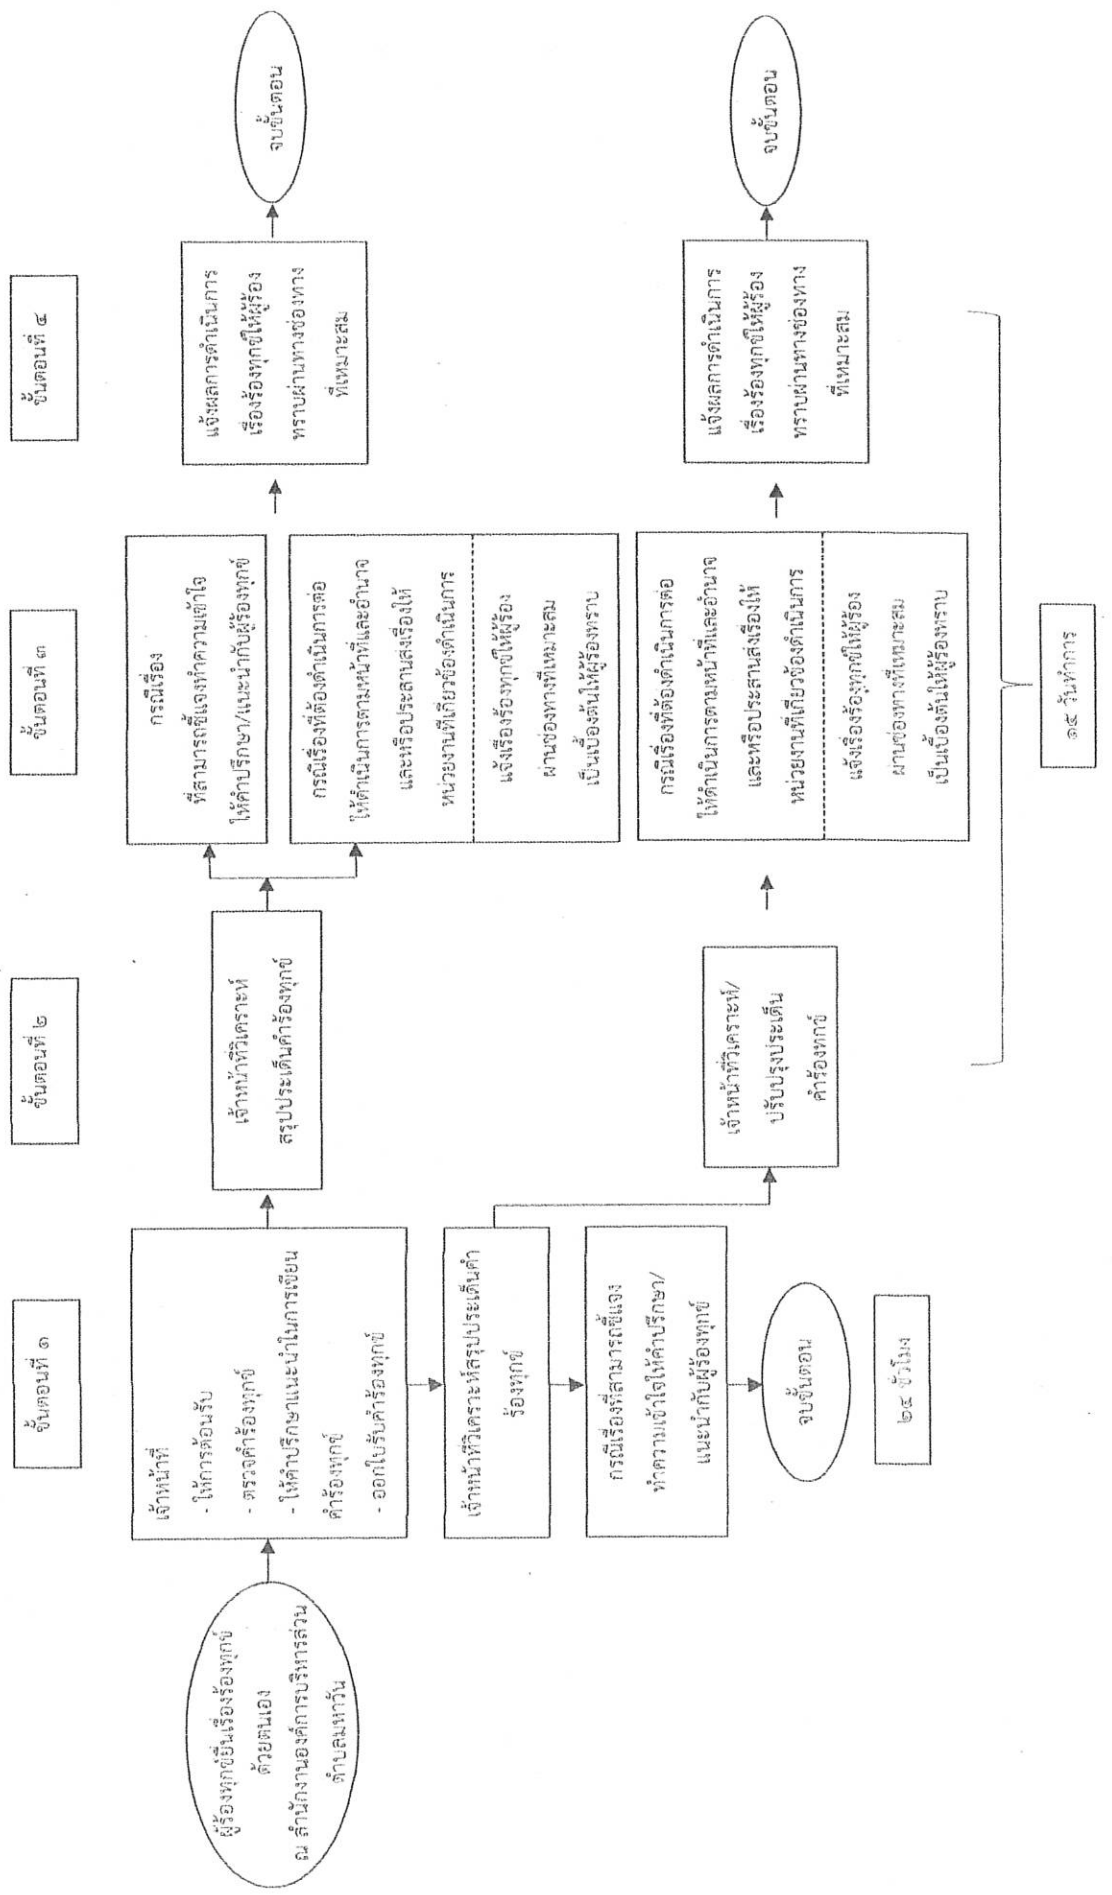 ขั้นตอนที่ ๑
ขั้นตอนที่ ๒
ขั้นตอนที่ ๓
ขั้นตอนที่ ๔
ผู้ร้องทุกข์ยื่นเรื่องร้องทุกข์
ด้วยตนเอง
ณ สำนักงานองค์การบริหารส่วน
ตำบลมหาวัน
เจ้าหน้าที่
- ให้การต้อนรับ
- ตรวจคำร้องทุกข์
- ให้คำปรึกษาแนะนำในการเขียน
คำร้องทุกข์
- ออกใบรับคำร้องทุกข์
เจ้าหน้าที่วิเคราะห์
สรุปประเด็นคำร้องทุกข์
กรณีเรื่อง
ที่สามารถชี้แจงทำความเข้าใจ
ให้คำปรึกษา/แนะนำกับผู้ร้องทุกข์
กรณีเรื่องที่ต้องดำเนินการต่อ
ให้ดำเนินการตามหน้าที่และอำนาจ
และหรือประสานส่งเรื่องให้
หน่วยงานที่เกี่ยวข้องดำเนินการ
แจ้งเรื่องร้องทุกข์ให้ผู้ร้อง
ผ่านช่องทางที่เหมาะสม
เป็นเบื้องต้นให้ผู้ร้องทราบ
แจ้งผลการดำเนินการ
เรื่องร้องทุกข์ให้ผู้ร้อง
ทราบผ่านทางช่องทาง
ที่เหมาะสม
จบขั้นตอน
เจ้าหน้าที่วิเคราะห์สรุปประเด็นคำ
ร้องทุกข์
กรณีเรื่องที่สามารถชี้แจง
ทำความเข้าใจให้คำปรึกษา/
แนะนำกับผู้ร้องทุกข์
จบขั้นตอน
เจ้าหน้าที่วิเคราะห์/
ปรับปรุงประเด็น
คำร้องทุกข์
กรณีเรื่องที่ต้องดำเนินการต่อ
ให้ดำเนินการตามหน้าที่และอำนาจ
และหรือประสานส่งเรื่องให้
หน่วยงานที่เกี่ยวข้องดำเนินการ
แจ้งเรื่องร้องทุกข์ให้ผู้ร้อง
ผ่านช่องทางที่เหมาะสม
เป็นเบื้องต้นให้ผู้ร้องทราบ
แจ้งผลการดำเนินการ
เรื่องร้องทุกข์ให้ผู้ร้อง
ทราบผ่านทางช่องทาง
ที่เหมาะสม
จบขั้นตอน
๒๔ ชั่วโมง
๑๕ วันทำการ